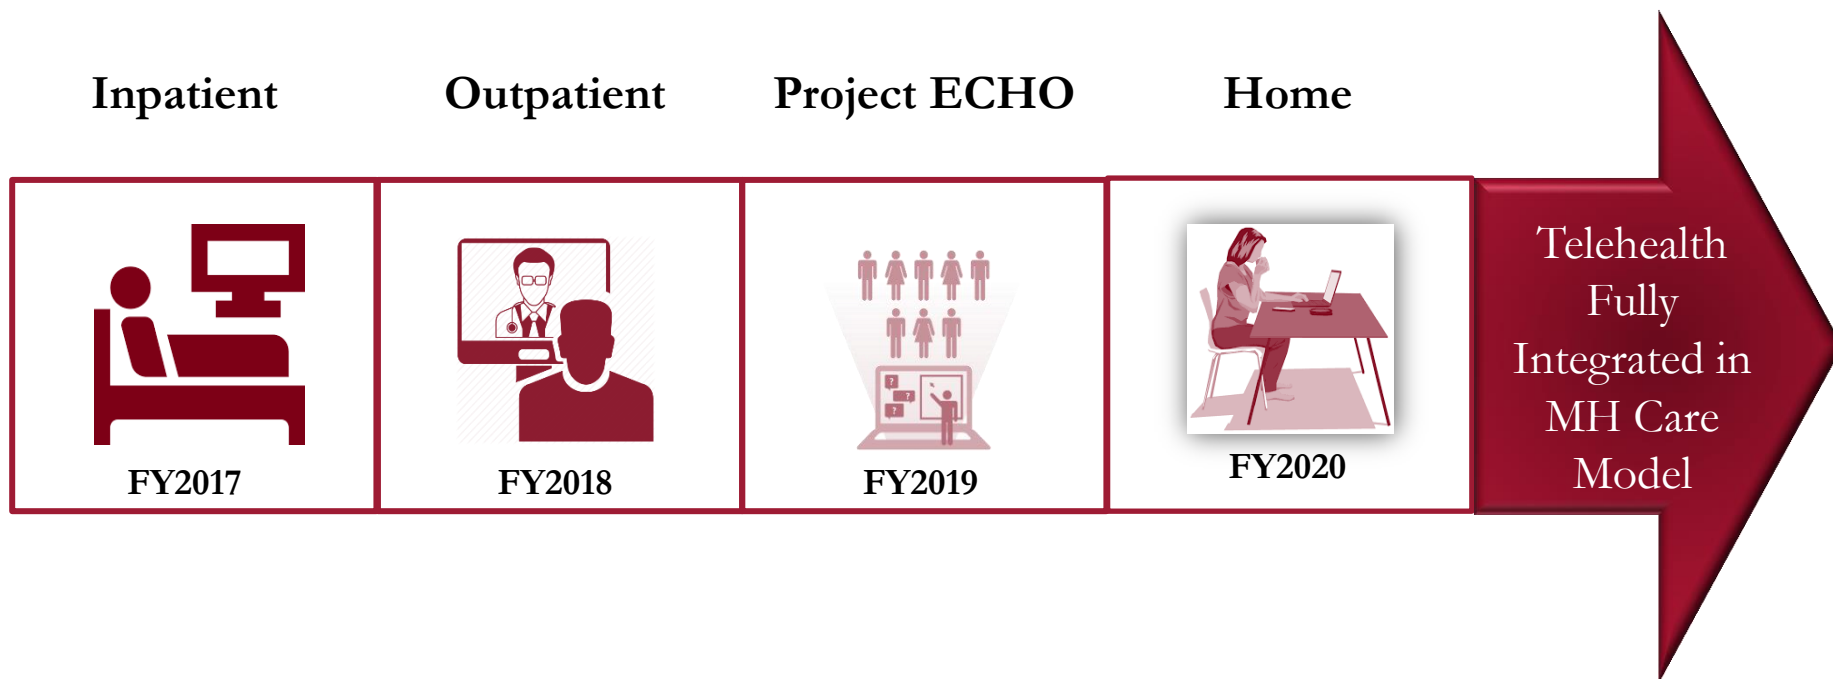 Inpatient
Outpatient
Project ECHO
Home
FY2017
FY2018
FY2019
FY2020
Telehealth
Fully
Integrated in
MH Care
Model